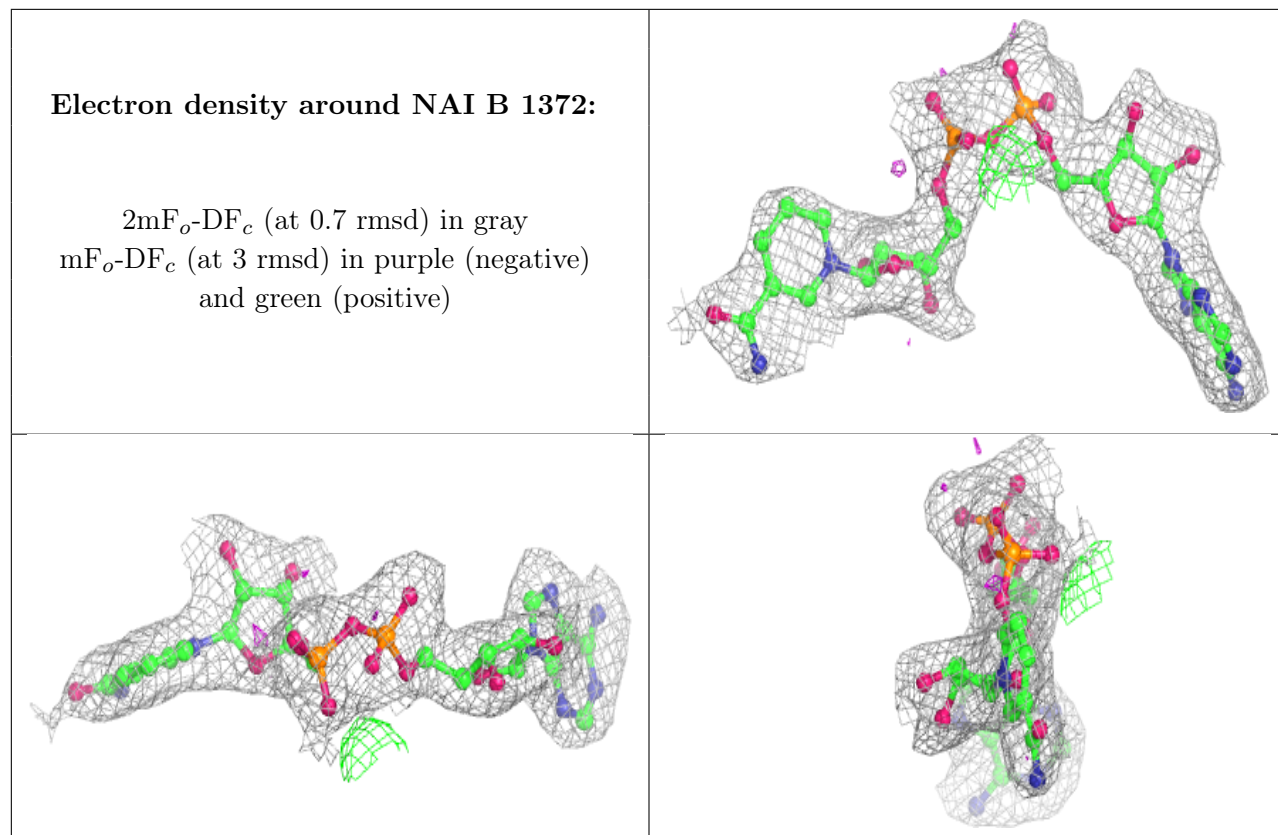 Electron density around NAI B 1372:
2mFo-DFc (at 0.7 rmsd) in gray
mFo-DFc (at 3 rmsd) in purple (negative)
and green (positive)